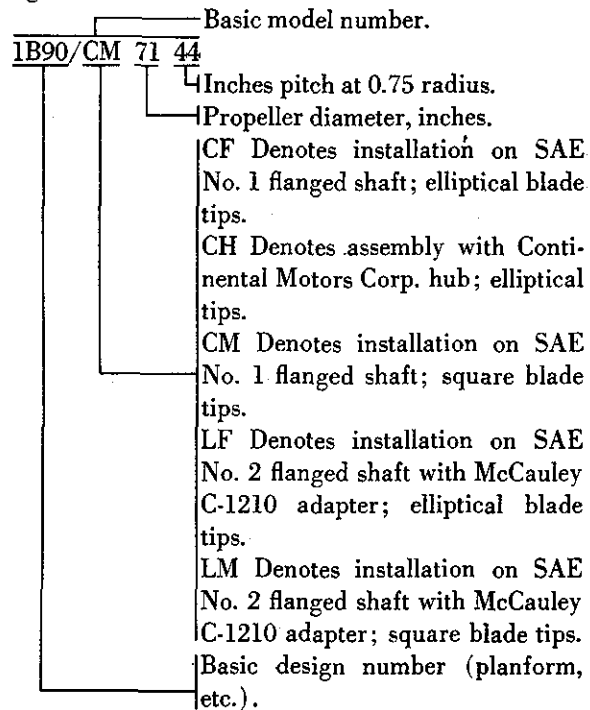 Basic model number.
1B90/CM 71 44
Inches pitch at 0.75 radius.
Propeller diameter, inches.
CF Denotes installation on SAE
No. 1 flanged shaft; elliptical blade
tips.
CH Denotes assembly with Conti-
nental Motors Corp. hub; elliptical
tips.
CM Denotes installation on SAE
No. 1 flanged shaft; square blade
tips.
LF Denotes installation on SAE
No. 2 flanged shaft with McCauley
C-1210 adapter; elliptical blade
tips.
LM Denotes installation on SAE
No. 2 flanged shaft with McCauley
C-1210 adapter; square blade tips.
Basic design number (planform,
etc.).